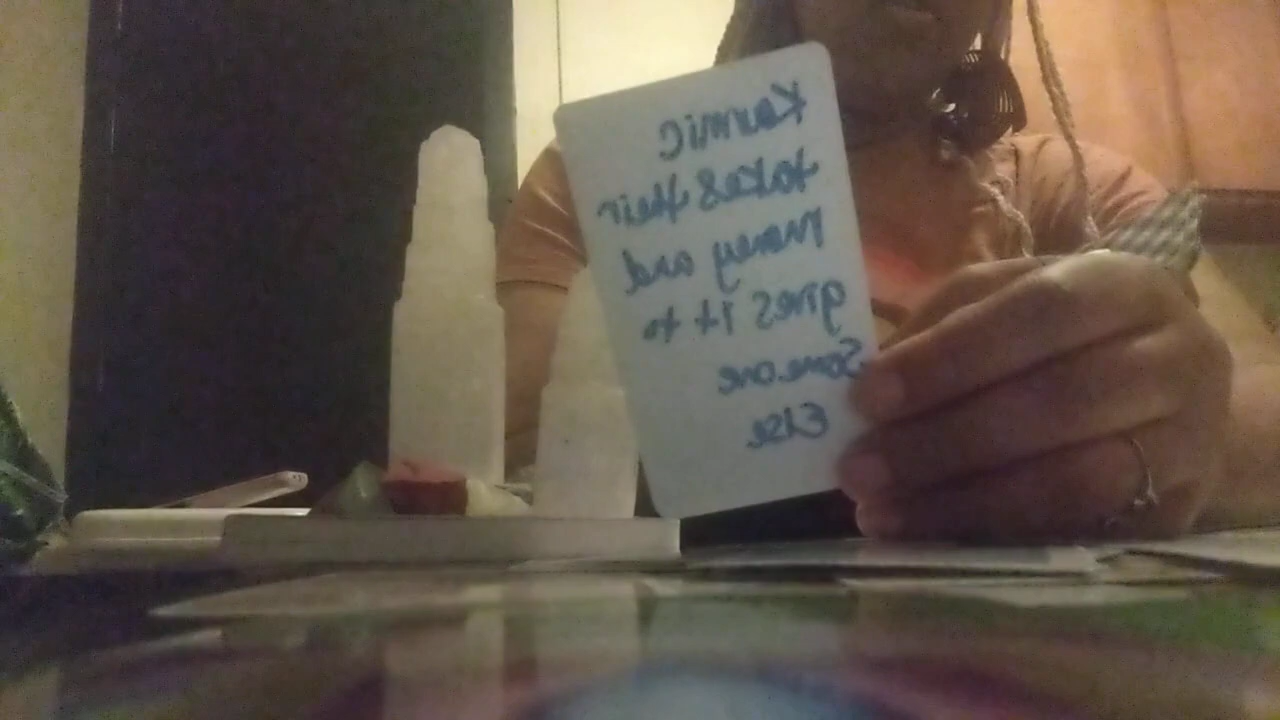 Karmic
takes their
money and
gives it to
Someone
Else